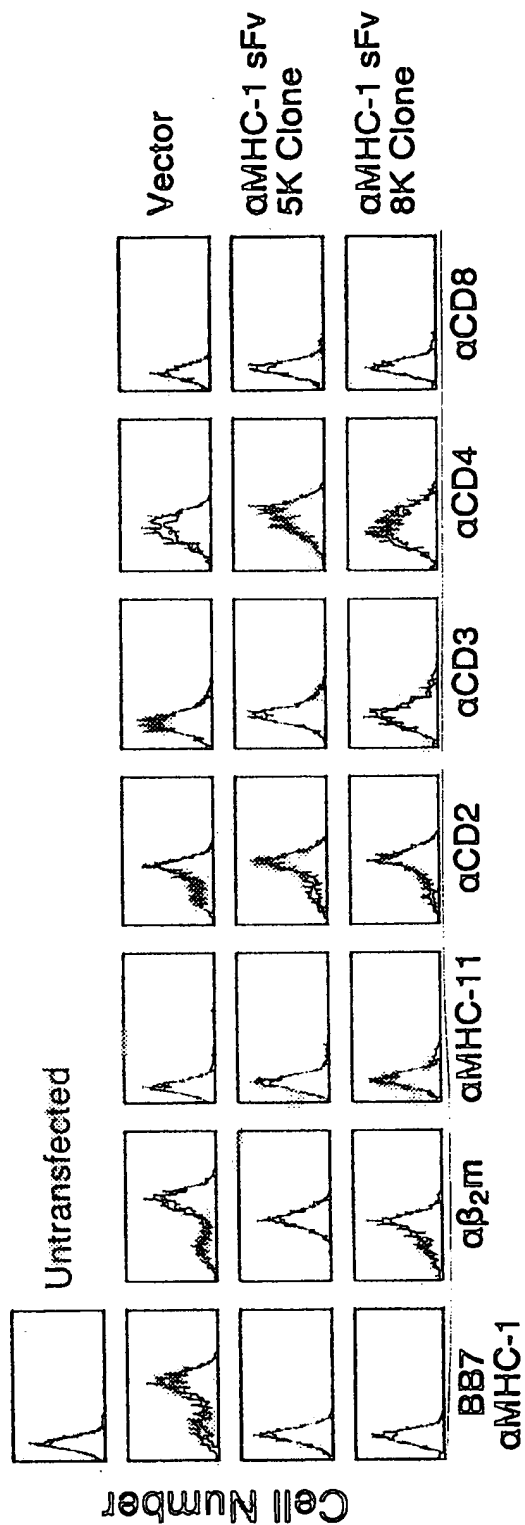 Untransfected
Vector
αMHC-1 sFv
5K Clone
αMHC-1 sFv
8K Clone
Cell Number
BB7
αMHC-1
αβ₂m
αMHC-11
αCD2
αCD3
αCD4
αCD8